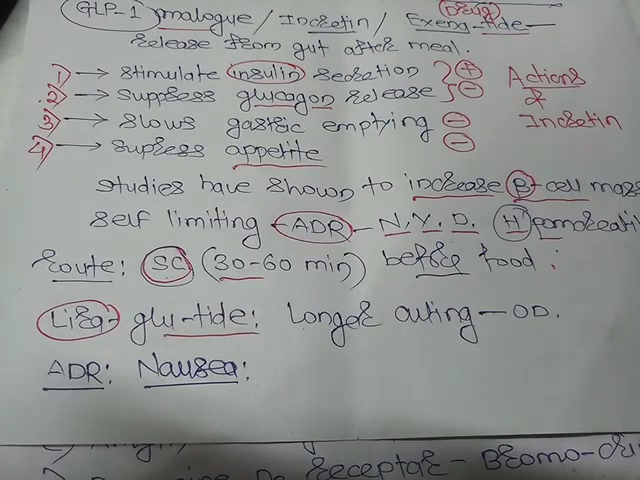 GLP-1 analogue / Incretin / Exena-tide—
Drug
release from gut after meal.
1) → stimulate insulin secretion } +
2) → suppress glucagon release } −
3) → slows gastric emptying −
4) → supress appetite −
Actions
of
Incretin
studies have shown to increase B-cell mass
self limiting - ADR - N.V.D. H
Route: SC (30-60 min) before food :
Lira- glu-tide: Longer acting - OD.
ADR: Nausea:
Receptor - Bromo-